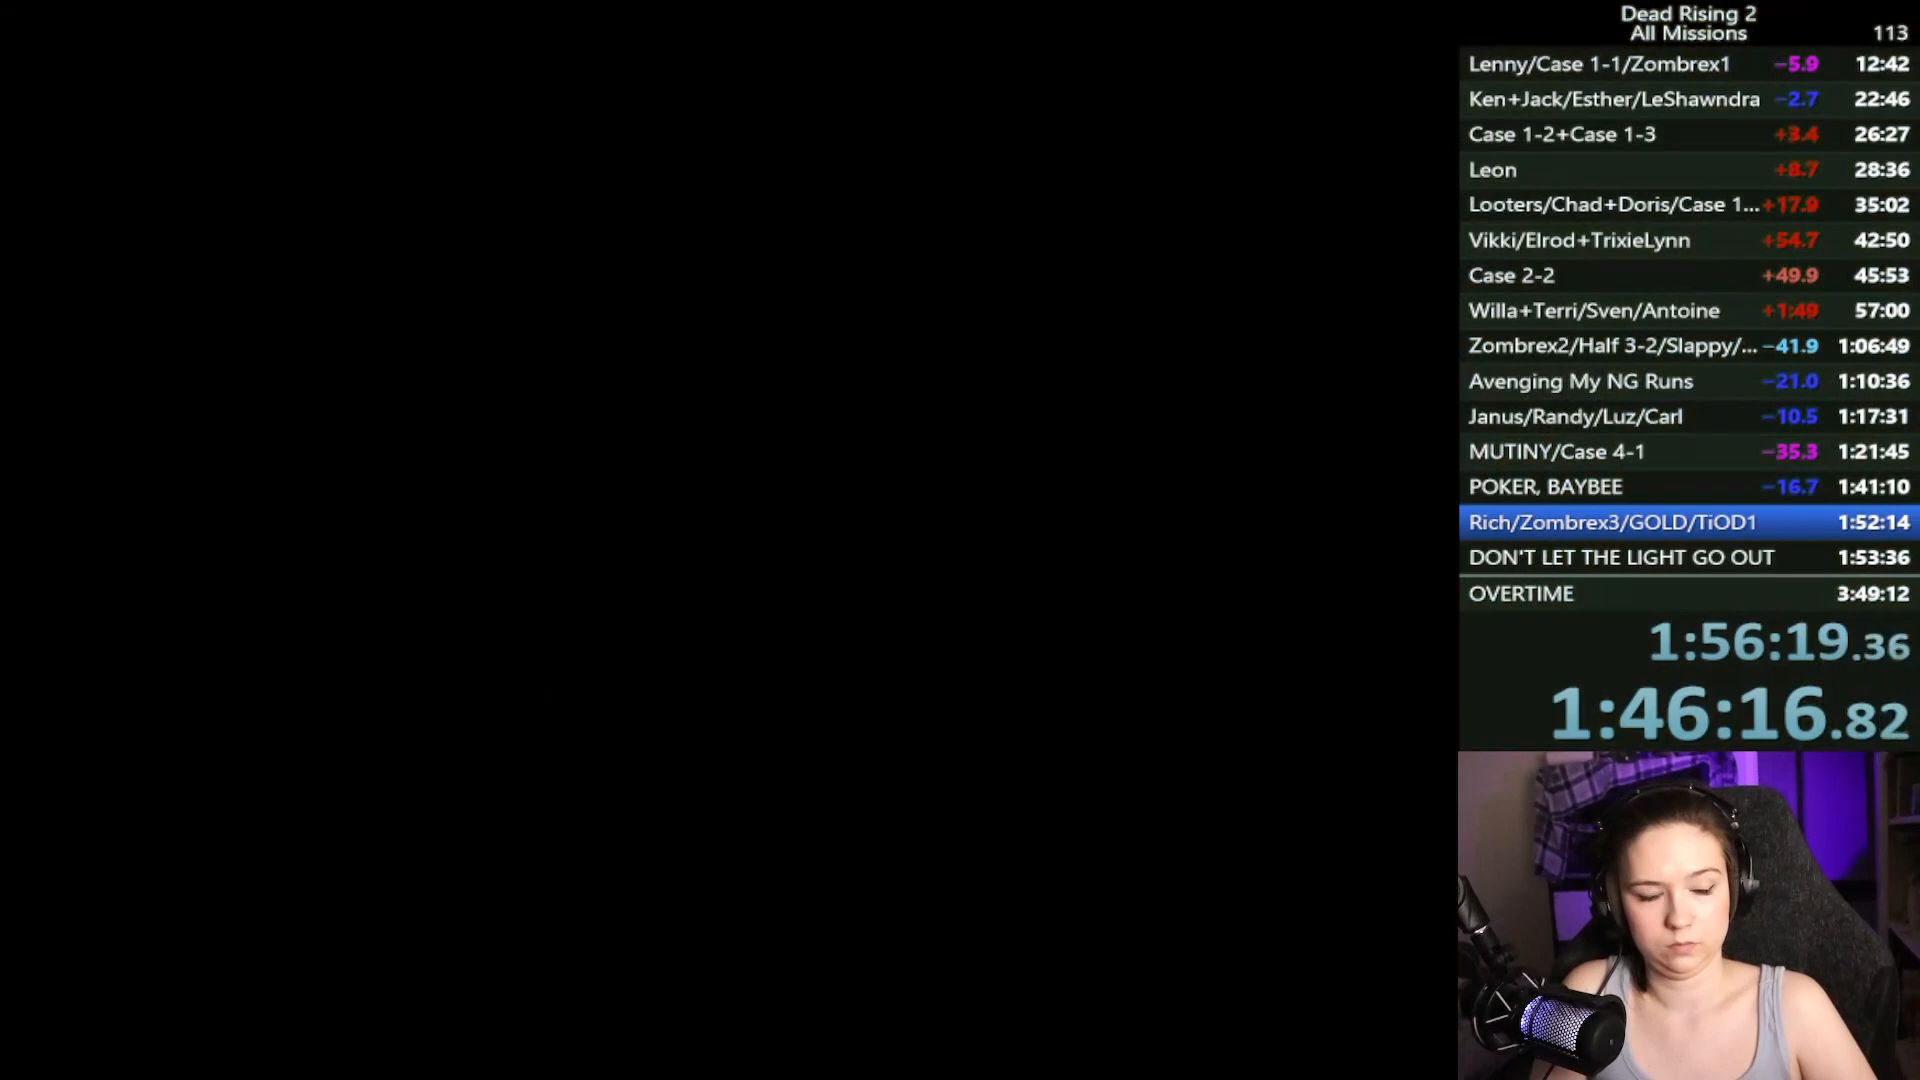 Dead Rising 2
All Missions 113
Lenny/Case 1-1/Zombrex1 −5.9 12:42
Ken+Jack/Esther/LeShawndra −2.7 22:46
Case 1-2+Case 1-3 +3.4 26:27
Leon +8.7 28:36
Looters/Chad+Doris/Case 1... +17.9 35:02
Vikki/Elrod+TrixieLynn +54.7 42:50
Case 2-2 +49.9 45:53
Willa+Terri/Sven/Antoine +1:49 57:00
Zombrex2/Half 3-2/Slappy/... −41.9 1:06:49
Avenging My NG Runs −21.0 1:10:36
Janus/Randy/Luz/Carl −10.5 1:17:31
MUTINY/Case 4-1 −35.3 1:21:45
POKER, BAYBEE −16.7 1:41:10
Rich/Zombrex3/GOLD/TiOD1 1:52:14
DON'T LET THE LIGHT GO OUT 1:53:36
OVERTIME 3:49:12
1:56:19.36
1:46:16.82